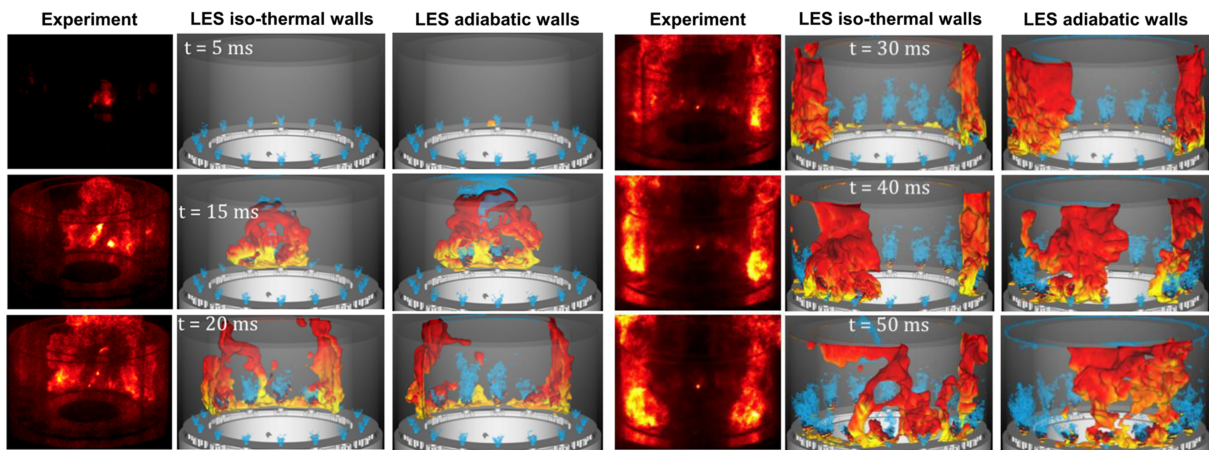 Experiment LES iso-thermal walls LES adiabatic walls Experiment LES iso-thermal walls LES adiabatic walls
t = 5 ms
t = 30 ms
t = 15 ms
t = 40 ms
t = 20 ms
t = 50 ms